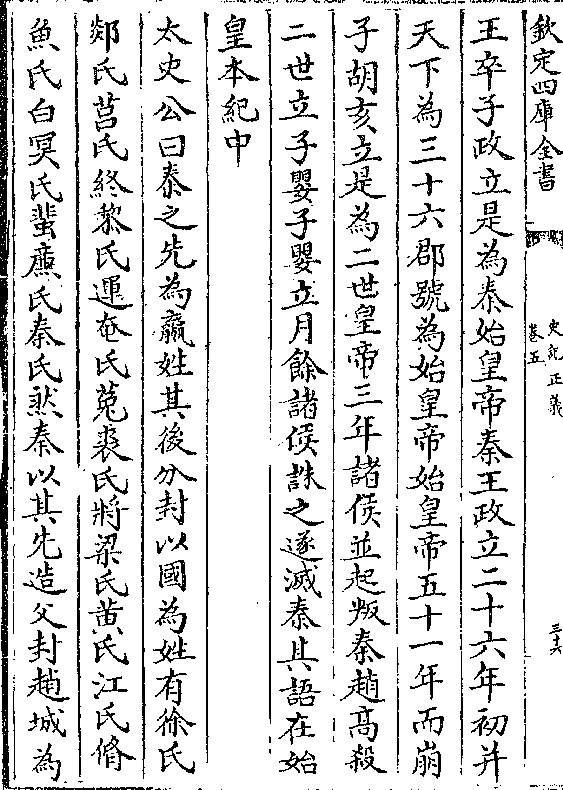 欽定四庫全書
史記正義
卷五
三十六
王卒子政立是為秦始皇帝秦王政立二十六年初并
天下為三十六郡號為始皇帝始皇帝五十一年而崩
子胡亥立是為二世皇帝三年諸侯並起叛秦趙髙殺
二世立子嬰子嬰立月餘諸侯誅之遂滅秦其語在始
皇本紀中
太史公曰秦之先為嬴姓其後分封以國為姓有徐氏
郯氏莒氏終黎氏運奄氏菟裘氏將梁氏黄氏江氏脩
魚氏白冥氏蜚廉氏秦氏然秦以其先造父封趙城為